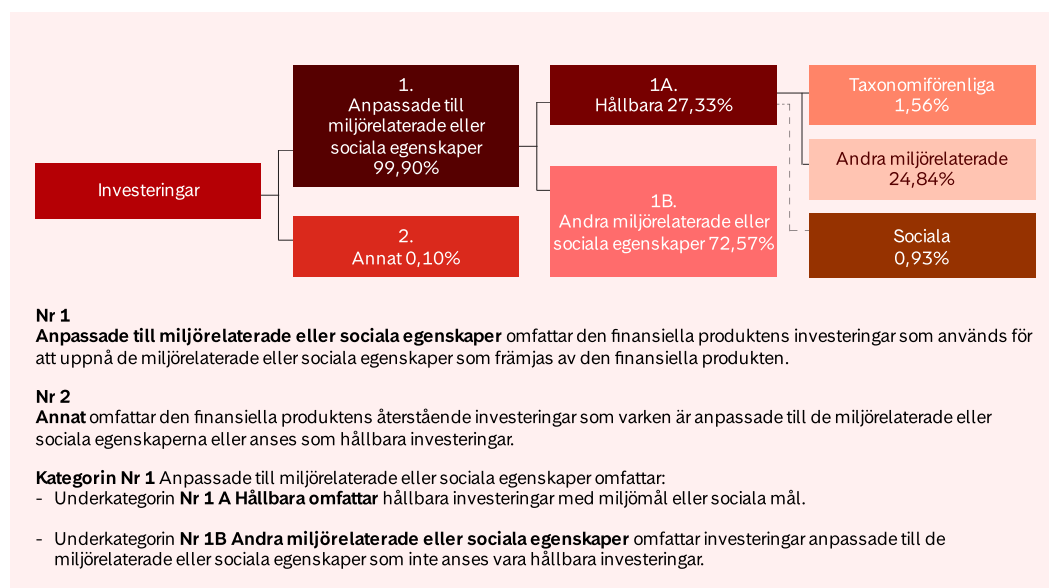 Investeringar
1.
Anpassade till
miljörelaterade eller
sociala egenskaper
99,90%
2.
Annat 0,10%
1A.
Hållbara 27,33%
1B.
Andra miljörelaterade eller
sociala egenskaper 72,57%
Taxonomiförenliga
1,56%
Andra miljörelaterade
24,84%
Sociala
0,93%
Nr 1
Anpassade till miljörelaterade eller sociala egenskaper omfattar den finansiella produktens investeringar som används för
att uppnå de miljörelaterade eller sociala egenskaper som främjas av den finansiella produkten.
Nr 2
Annat omfattar den finansiella produktens återstående investeringar som varken är anpassade till de miljörelaterade eller
sociala egenskaperna eller anses som hållbara investeringar.
Kategorin Nr 1 Anpassade till miljörelaterade eller sociala egenskaper omfattar:
- Underkategorin Nr 1 A Hållbara omfattar hållbara investeringar med miljömål eller sociala mål.
- Underkategorin Nr 1B Andra miljörelaterade eller sociala egenskaper omfattar investeringar anpassade till de
miljörelaterade eller sociala egenskaper som inte anses vara hållbara investeringar.